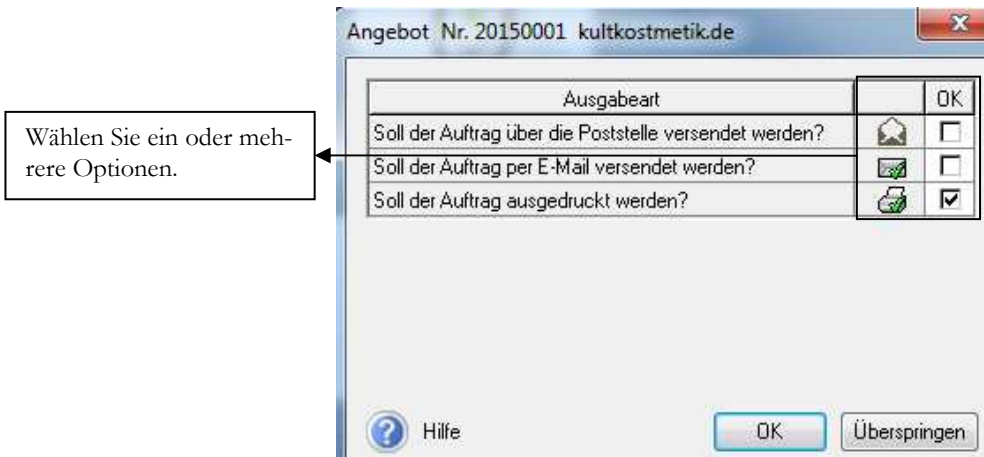 Angebot Nr. 20150001 kultkostmetik.de
Ausgabeart OK
Wählen Sie ein oder meh-
rere Optionen.
Soll der Auftrag über die Poststelle versendet werden?
Soll der Auftrag per E-Mail versendet werden?
Soll der Auftrag ausgedruckt werden?
Hilfe OK Überspringen